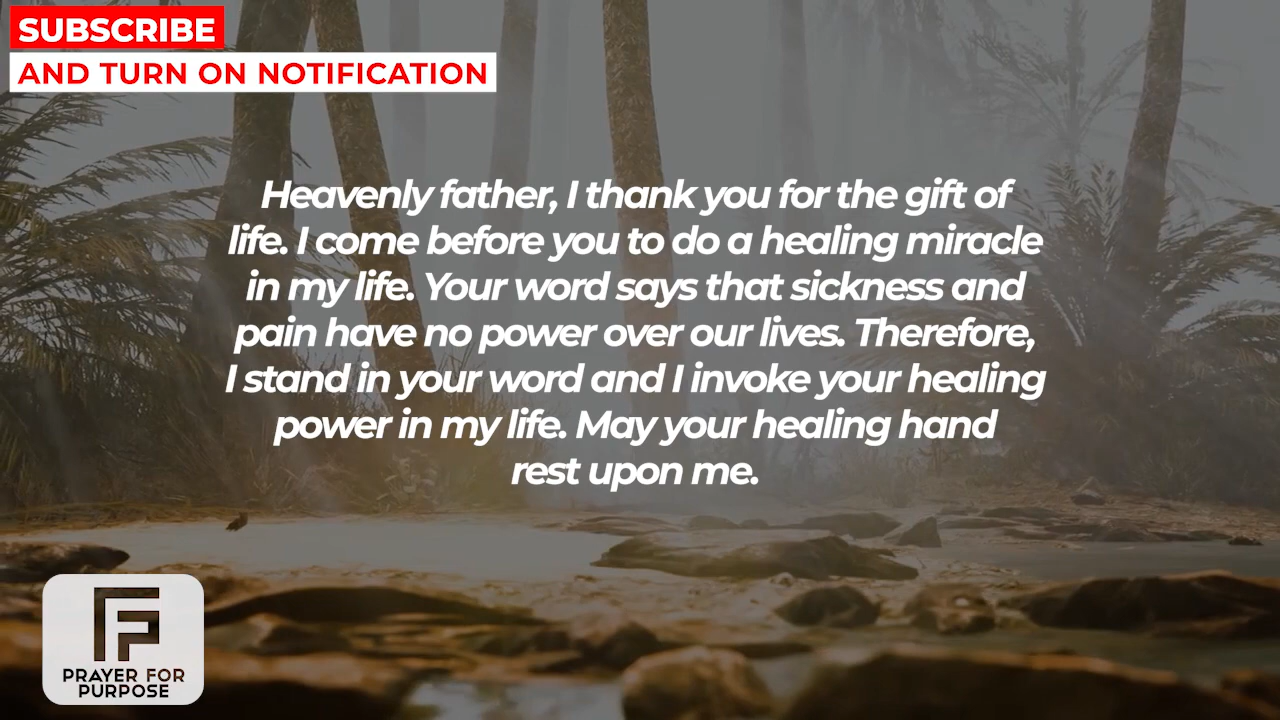 SUBSCRIBE
AND TURN ON NOTIFICATION
Heavenly father, I thank you for the gift of
life. I come before you to do a healing miracle
in my life. Your word says that sickness and
pain have no power over our lives. Therefore,
I stand in your word and I invoke your healing
power in my life. May your healing hand
rest upon me.
PRAYER FOR
PURPOSE